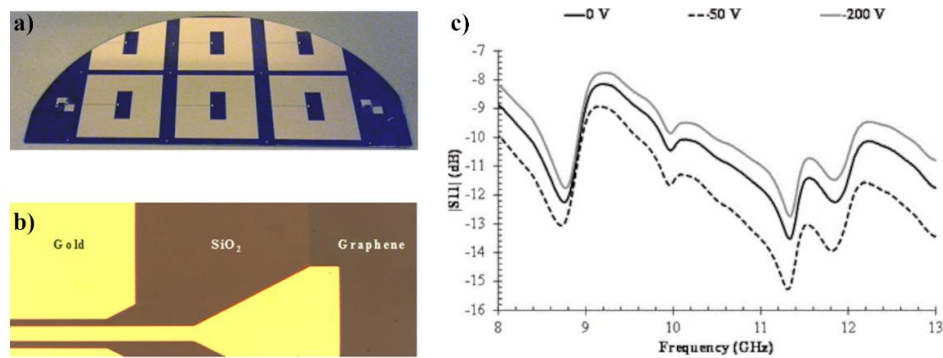 a)
b)
Gold
SiO2
Graphene
c)
0 V
-50 V
-200 V
-7
-8
-9
-10
-11
-12
-13
-14
-15
-16
|S11| (dB)
8
9
10
11
12
13
Frequency (GHz)